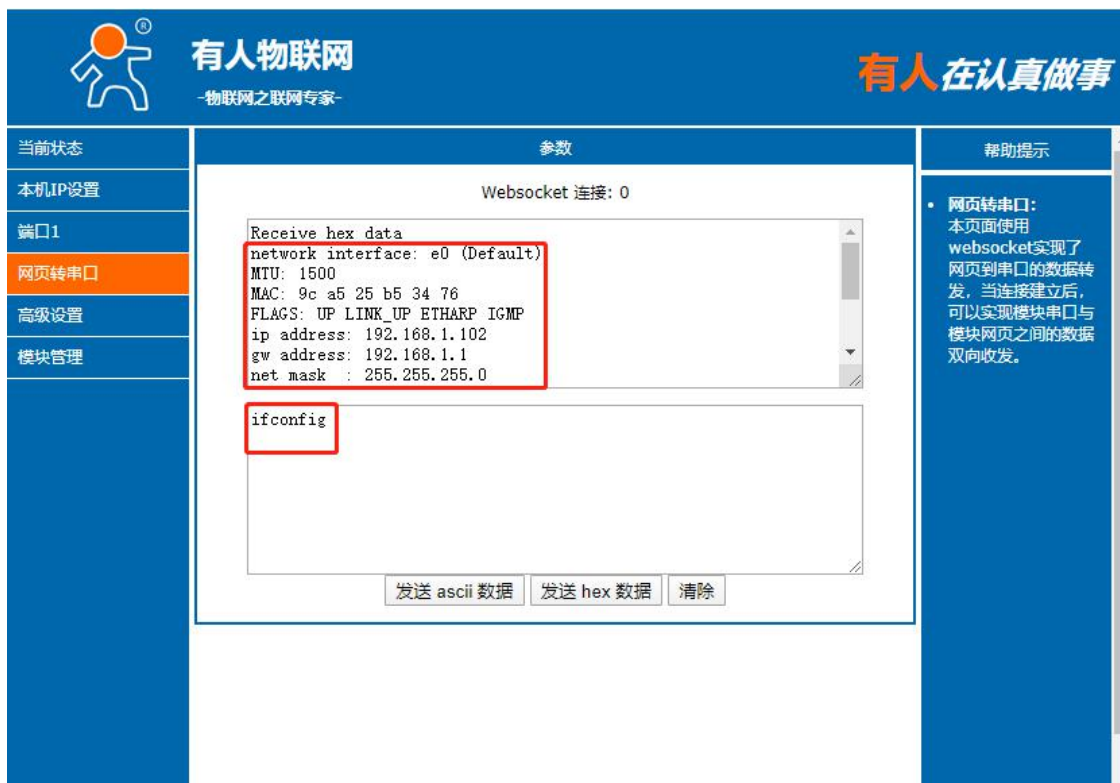 ®
有人物联网
-物联网之联网专家-
有人在认真做事
当前状态
本机IP设置
端口1
网页转串口
高级设置
模块管理
参数
Websocket 连接: 0
Receive hex data
network interface: e0 (Default)
MTU: 1500
MAC: 9c a5 25 b5 34 76
FLAGS: UP LINK_UP ETHARP IGMP
ip address: 192.168.1.102
gw address: 192.168.1.1
net mask  : 255.255.255.0
ifconfig
发送 ascii 数据 发送 hex 数据 清除
帮助提示
• 网页转串口：
本页面使用
websocket实现了
网页到串口的数据转
发，当连接建立后，
可以实现模块串口与
模块网页之间的数据
双向收发。